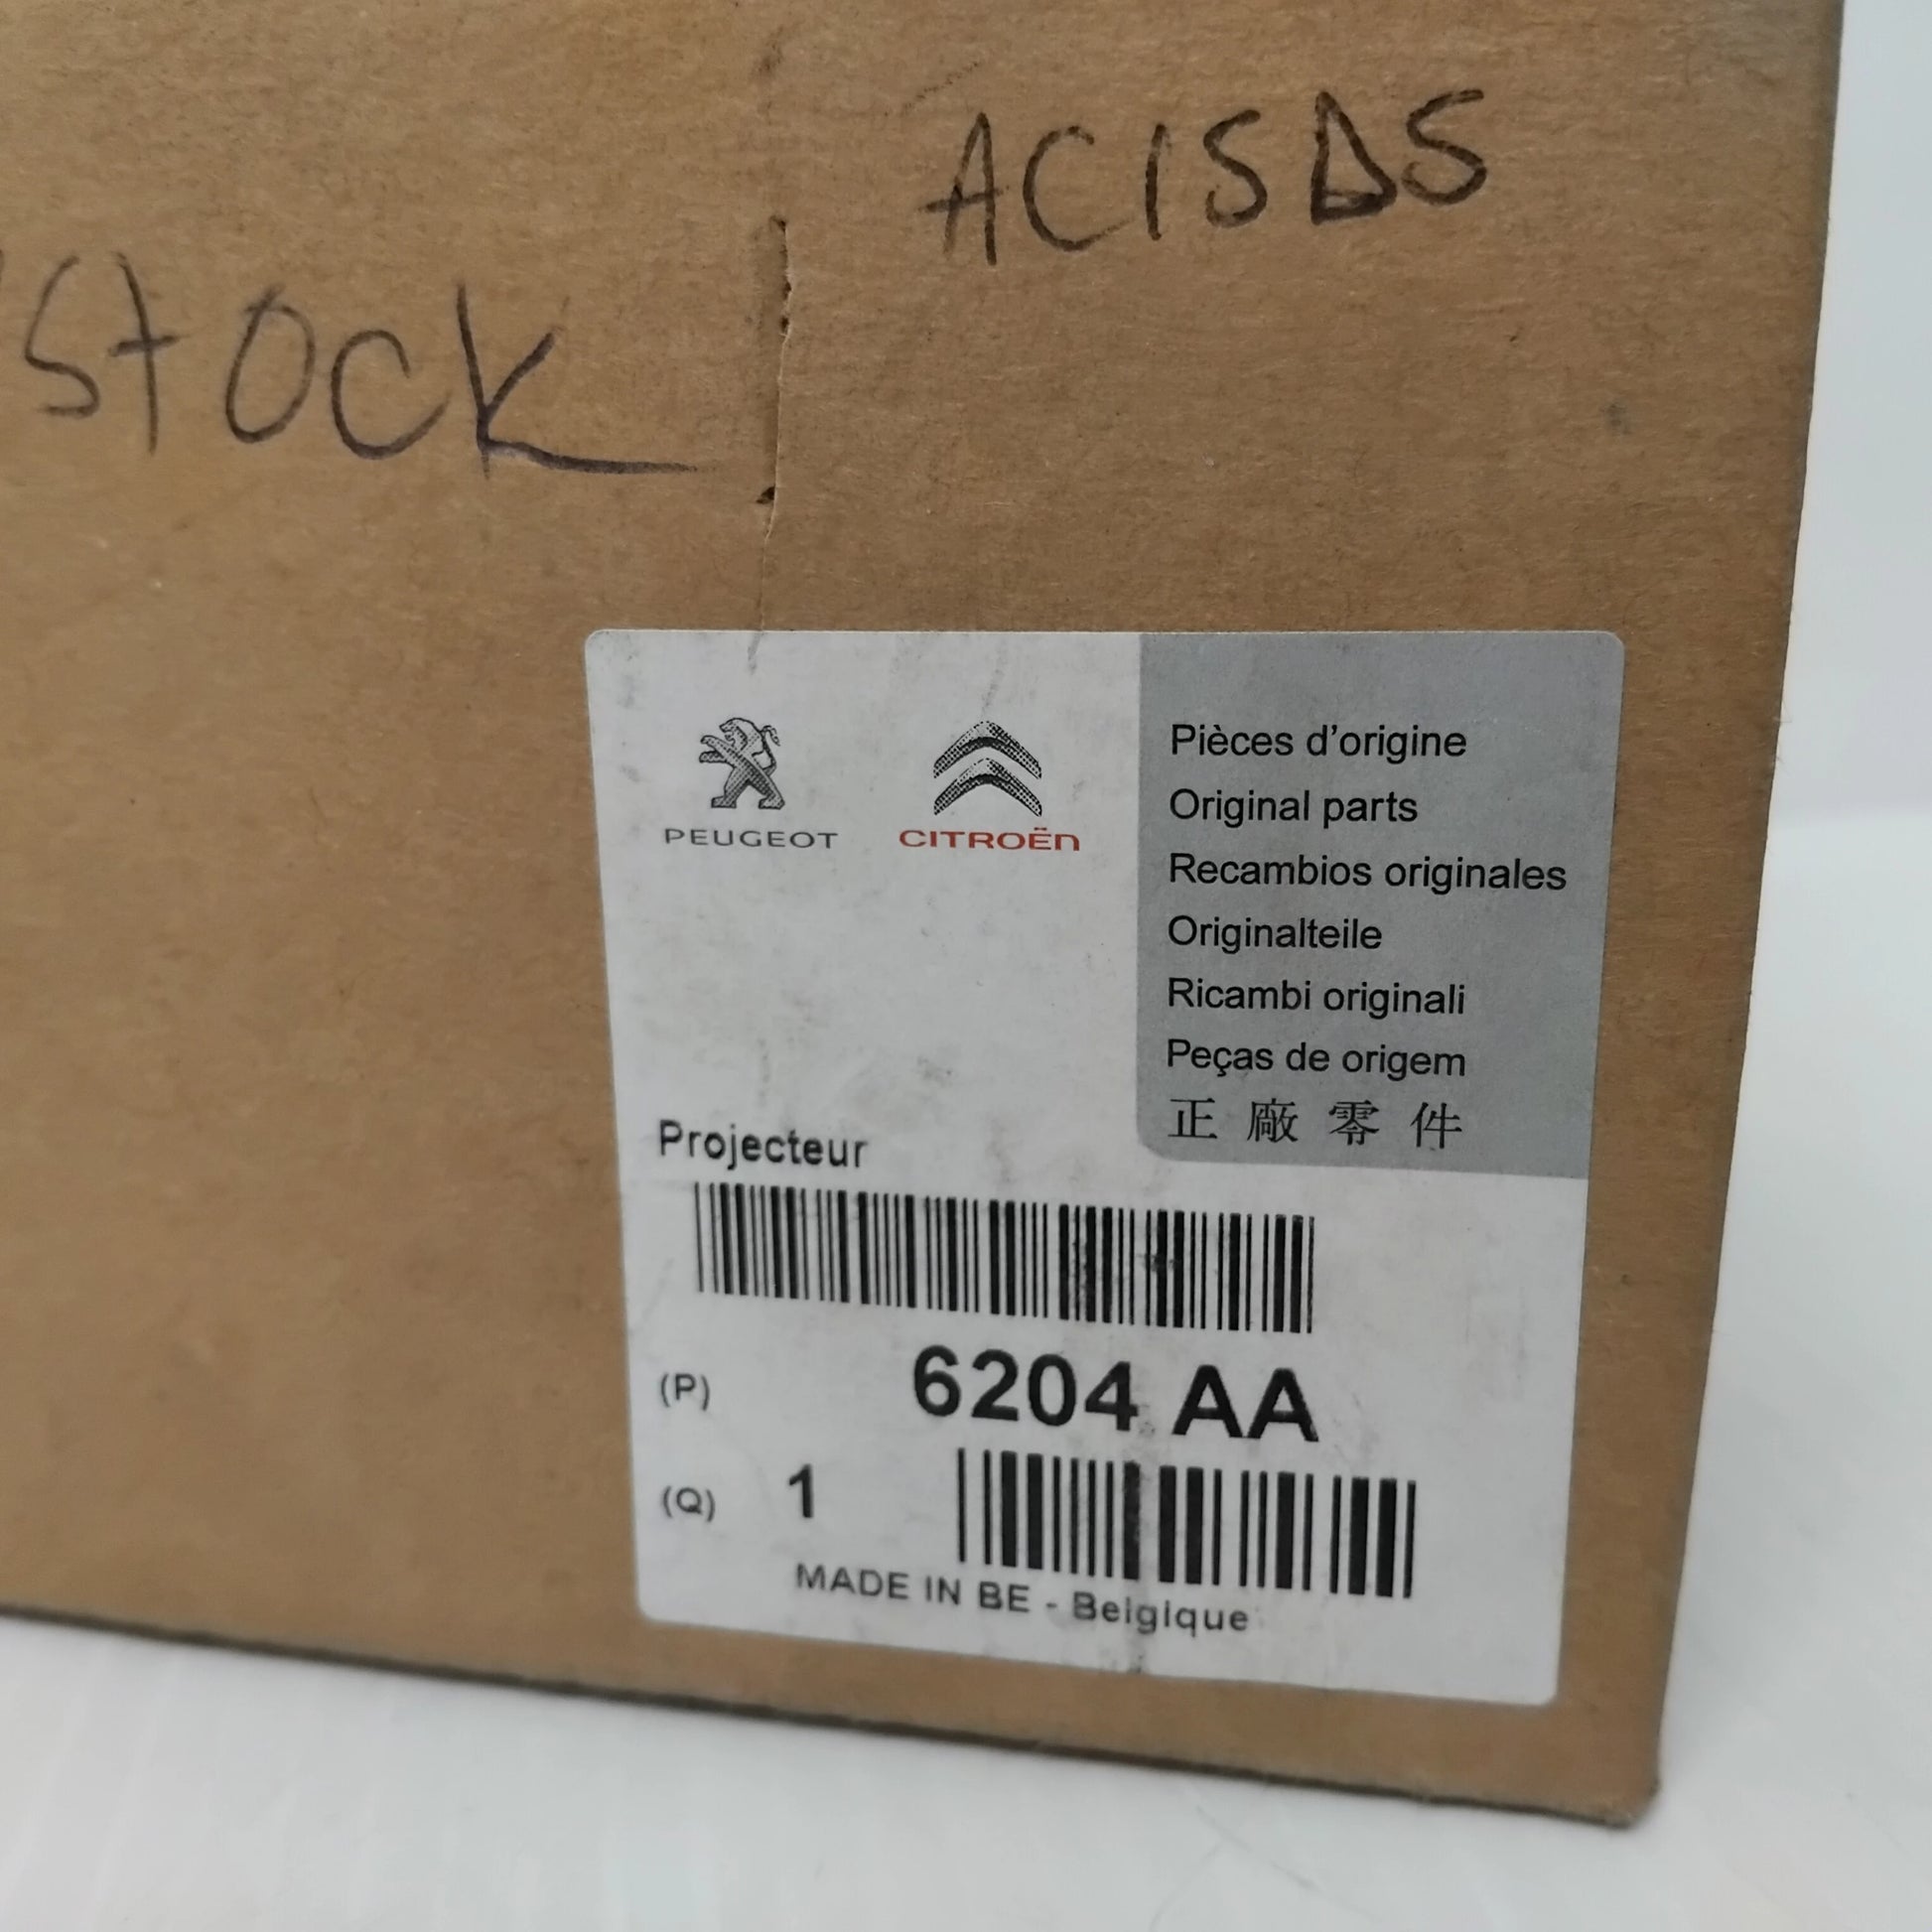 ACISDS
STOCK
PEUGEOT
CITROËN
Pièces d'origine
Original parts
Recambios originales
Originalteile
Ricambi originali
Peças de origem
正廠零件
Projecteur
(P) 6204 AA
(Q) 1
MADE IN BE - Belgique